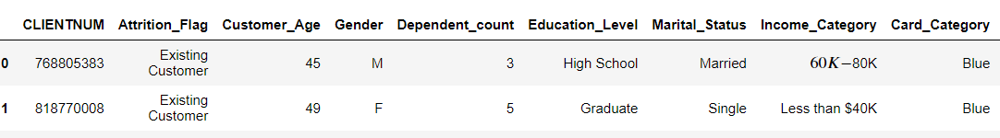 CLIENTNUM Attrition_Flag Customer_Age Gender Dependent_count Education_Level Marital_Status Income_Category Card_Category
0 768805383 Existing Customer 45 M 3 High School Married 60K−80K Blue
1 818770008 Existing Customer 49 F 5 Graduate Single Less than $40K Blue